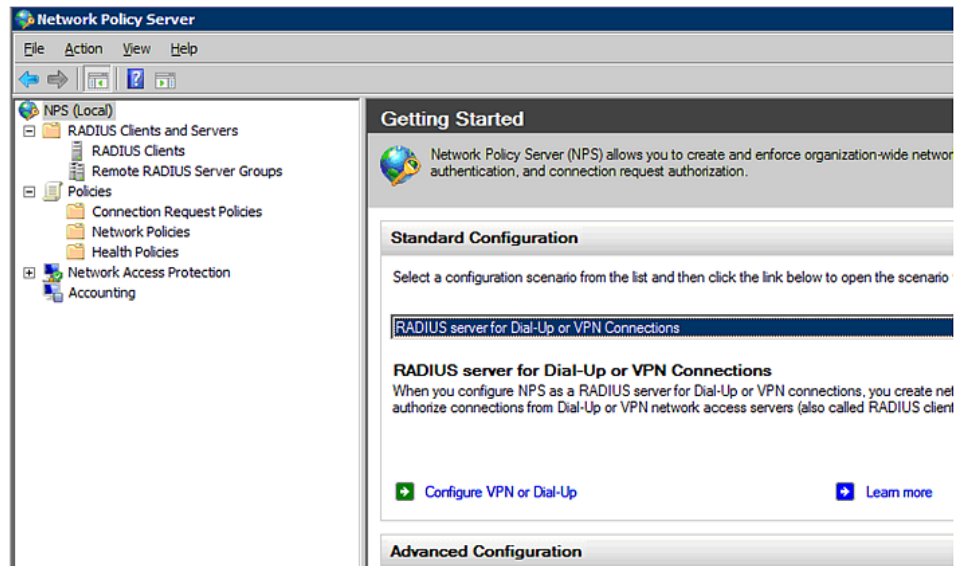 Network Policy Server
File Action View Help
NPS (Local)
RADIUS Clients and Servers
RADIUS Clients
Remote RADIUS Server Groups
Policies
Connection Request Policies
Network Policies
Health Policies
Network Access Protection
Accounting
Getting Started
Network Policy Server (NPS) allows you to create and enforce organization-wide networ
authentication, and connection request authorization.
Standard Configuration
Select a configuration scenario from the list and then click the link below to open the scenario
RADIUS server for Dial-Up or VPN Connections
RADIUS server for Dial-Up or VPN Connections
When you configure NPS as a RADIUS server for Dial-Up or VPN connections, you create net
authorize connections from Dial-Up or VPN network access servers (also called RADIUS client
Configure VPN or Dial-Up
Learn more
Advanced Configuration